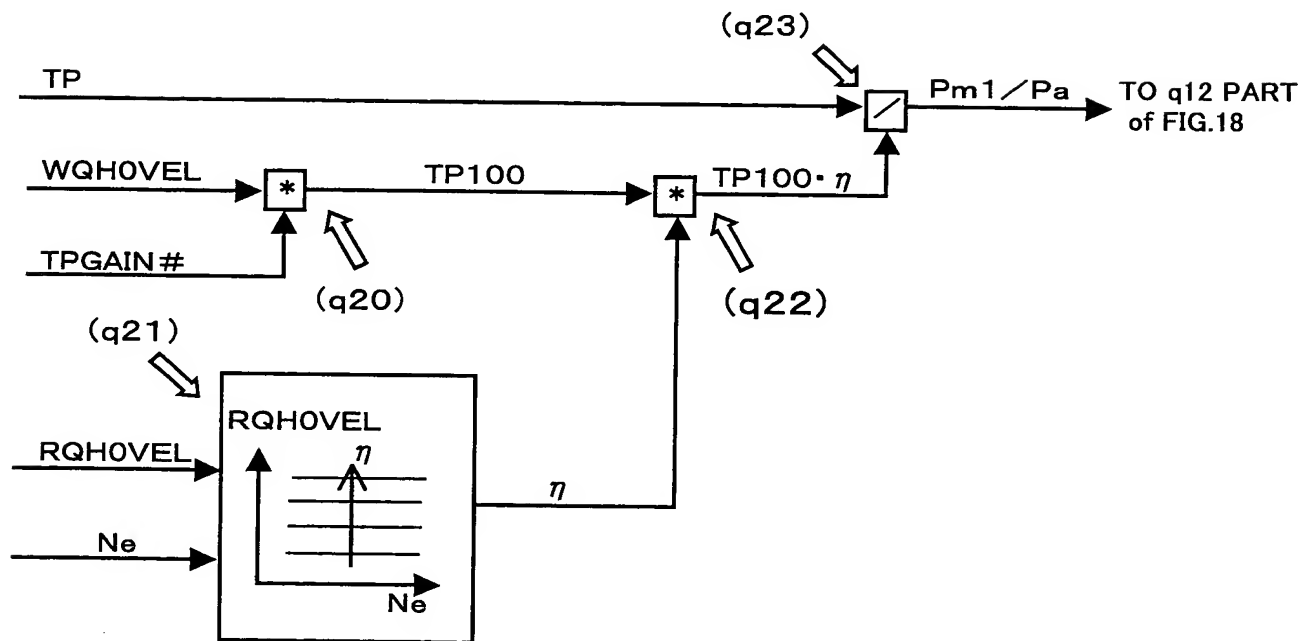 (q23)
TP
Pm1/Pa
TO q12 PART
of FIG.18
WQH0VEL
*
TP100
*
TP100・η
/
TPGAIN#
(q20)
(q22)
(q21)
RQH0VEL
RQH0VEL
η
η
Ne
Ne